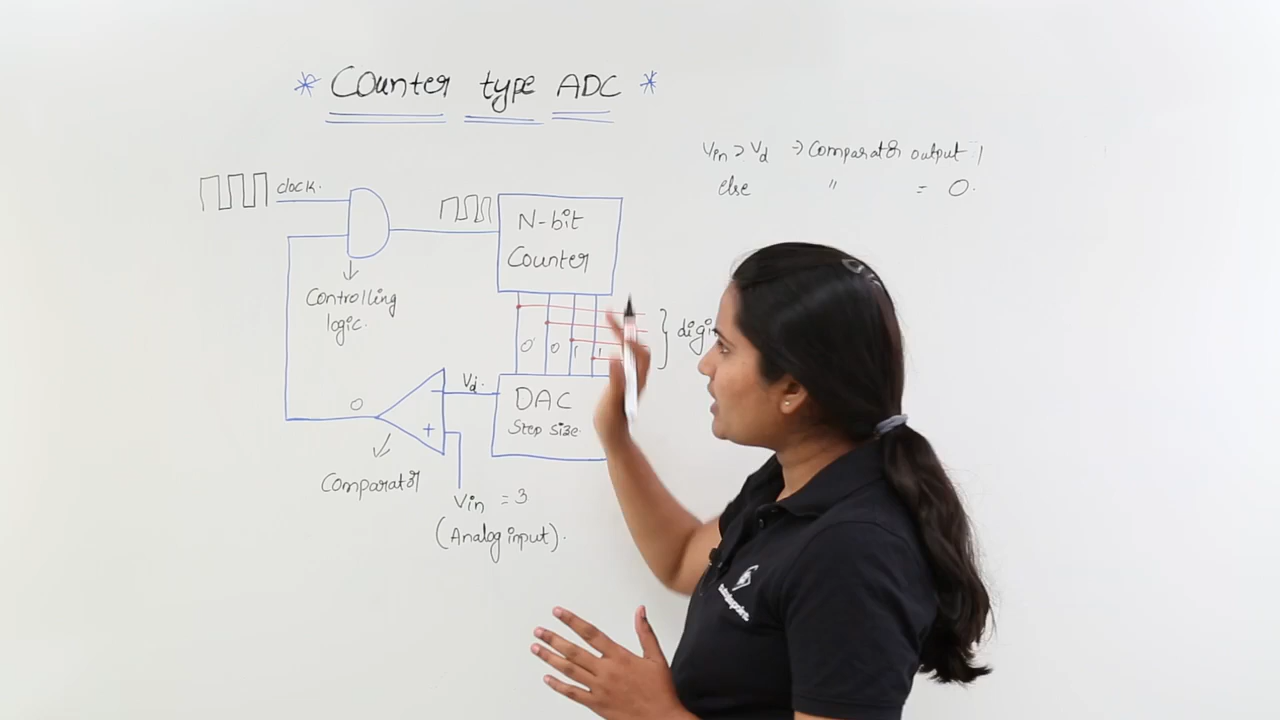 * Counter type ADC *
Vin > Vd → Comparator output 1
else " = 0.
clock.
N-bit
Counter
Controlling
logic.
0 0 1 1
Vd.
DAC
Step size
0
-
+
Comparator
Vin = 3
(Analog input).
tutorialspoint